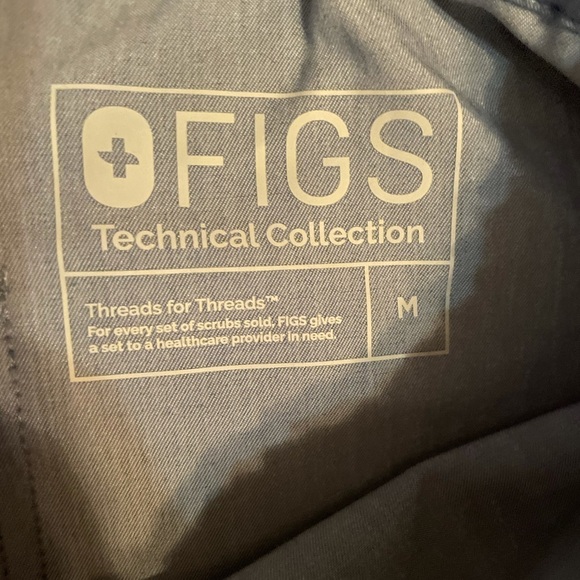 FIGS
Technical Collection
Threads for Threads™
For every set of scrubs sold, FIGS gives
a set to a healthcare provider in need.
M